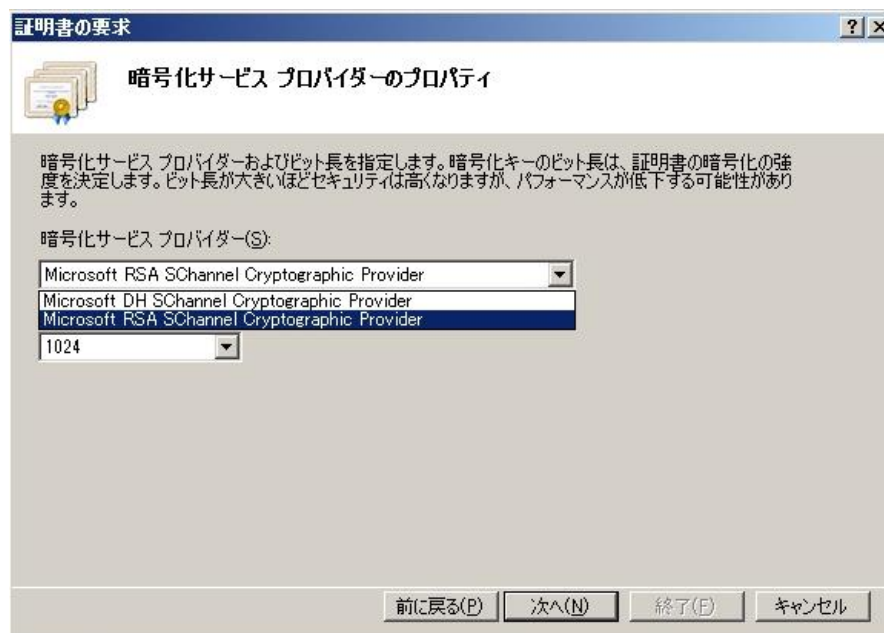 証明書の要求
暗号化サービス プロバイダーのプロパティ
暗号化サービス プロバイダーおよびビット長を指定します。暗号化キーのビット長は、証明書の暗号化の強
度を決定します。ビット長が大きいほどセキュリティは高くなりますが、パフォーマンスが低下する可能性があり
ます。
暗号化サービス プロバイダー(S):
Microsoft RSA SChannel Cryptographic Provider
Microsoft DH SChannel Cryptographic Provider
Microsoft RSA SChannel Cryptographic Provider
1024
前に戻る(P) 次へ(N) 終了(F) キャンセル